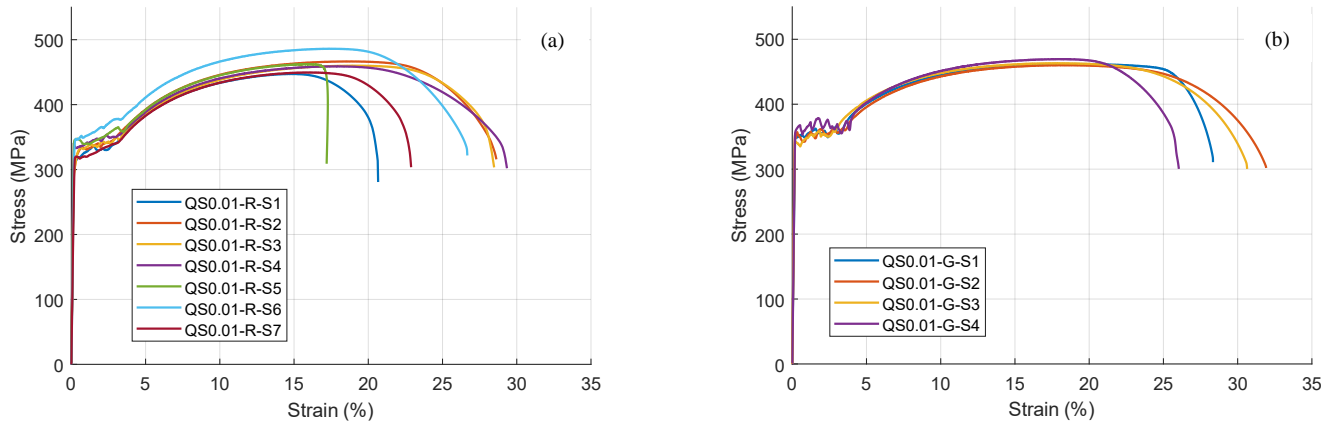 (a)
Stress (MPa)
500
400
300
200
100
0
QS0.01-R-S1
QS0.01-R-S2
QS0.01-R-S3
QS0.01-R-S4
QS0.01-R-S5
QS0.01-R-S6
QS0.01-R-S7
0 5 10 15 20 25 30 35
Strain (%)
(b)
Stress (MPa)
500
400
300
200
100
0
QS0.01-G-S1
QS0.01-G-S2
QS0.01-G-S3
QS0.01-G-S4
0 5 10 15 20 25 30 35
Strain (%)